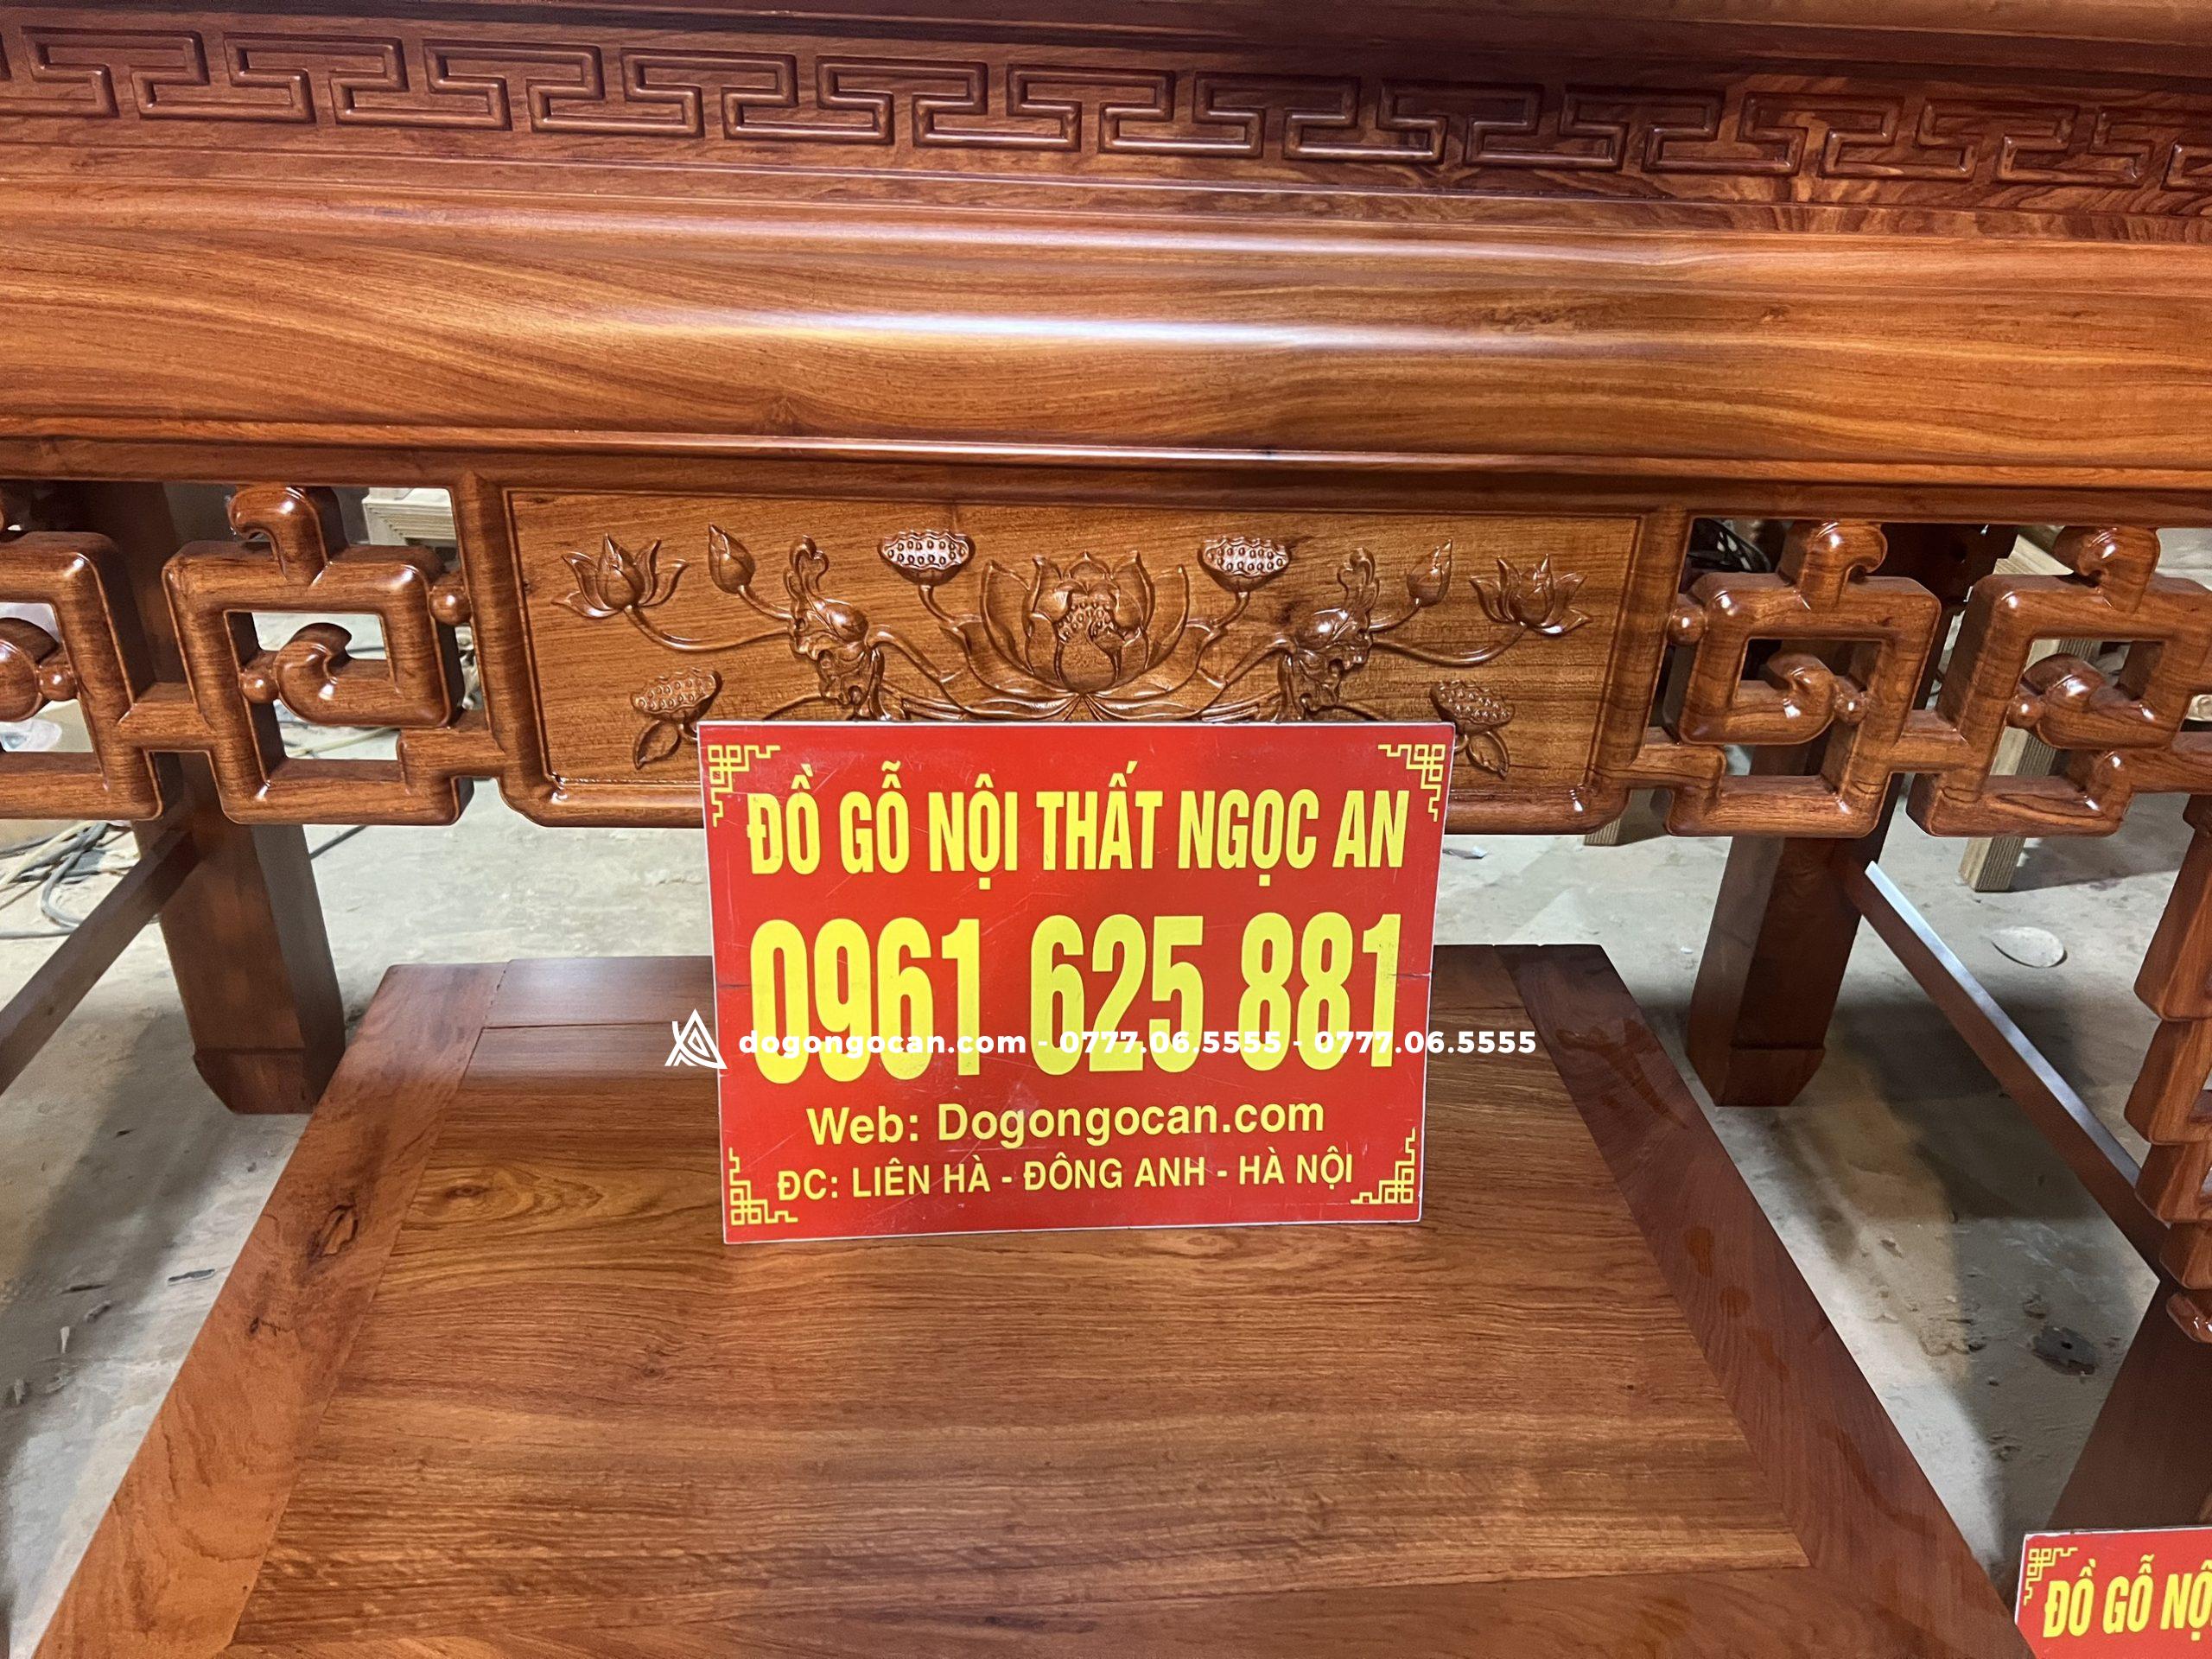 ĐỒ GỖ NỘI THẤT NGỌC AN
0961 625 881
dogongocan.com - 0777.06.5555 - 0777.06.5555
Web: Dogongocan.com
ĐC: LIÊN HÀ - ĐÔNG ANH - HÀ NỘI
ĐỒ GỖ NỘ